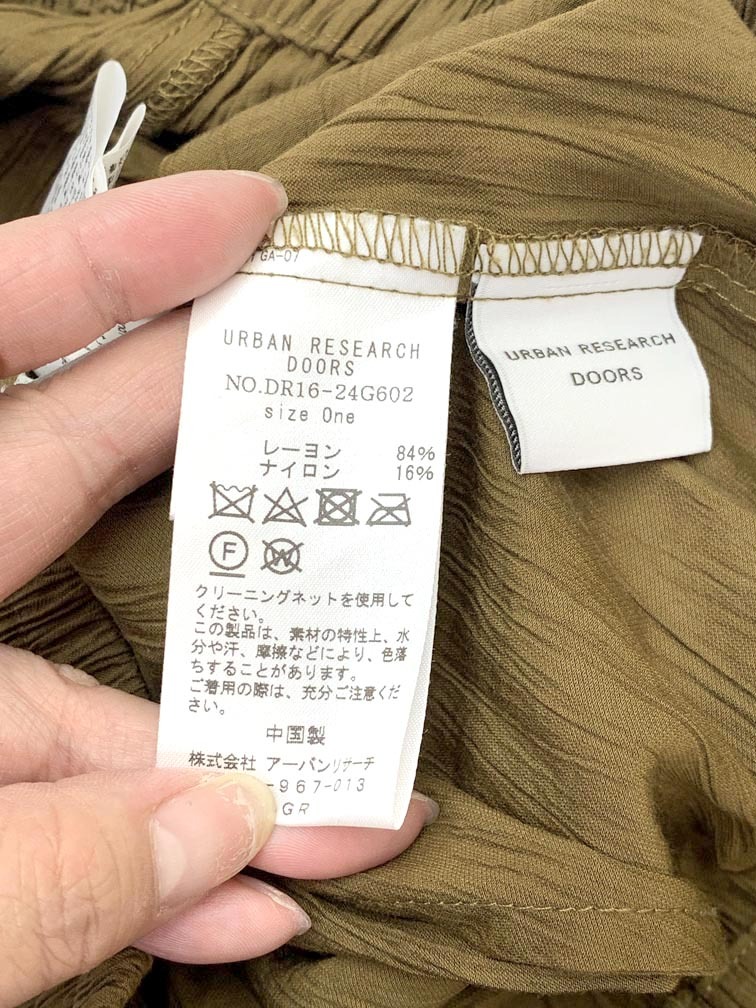 GA-07
URBAN RESEARCH
DOORS
NO.DR16-24G602
size One
レーヨン 84%
ナイロン 16%
F
W
クリーニングネットを使用して
ください。
この製品は、素材の特性上、水
分や汗、摩擦などにより、色落
ちすることがあります。
ご着用の際は、充分ご注意くだ
さい。
中国製
株式会社 アーバンリサーチ
-967-013
GR
URBAN RESEARCH
DOORS